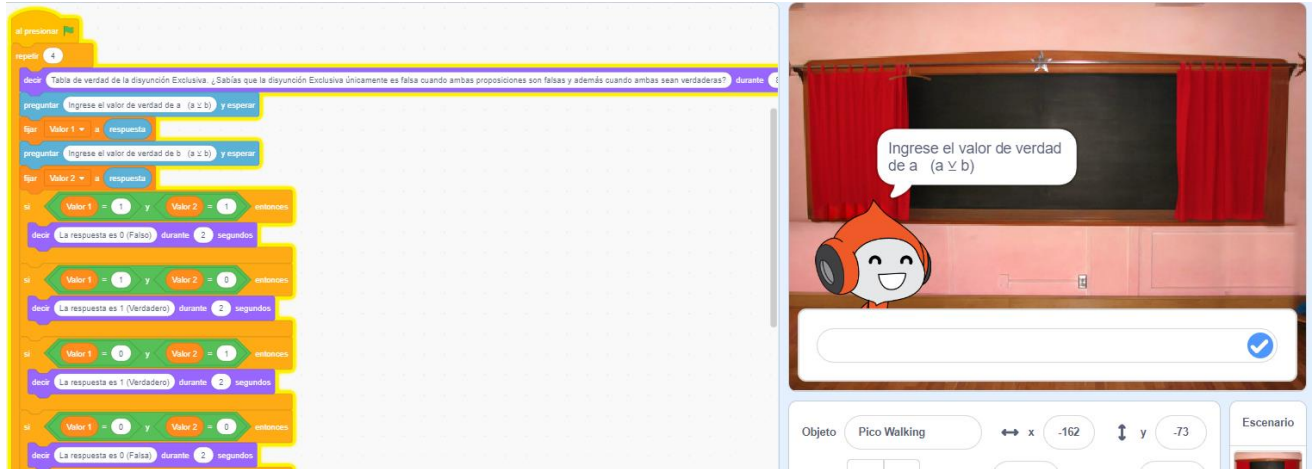 al presionar
repetir 4
decir Tabla de verdad de la disyunción Exclusiva. ¿Sabías que la disyunción Exclusiva únicamente es falsa cuando ambas proposiciones son falsas y además cuando ambas sean verdaderas? durante
preguntar Ingrese el valor de verdad de a (a ⊻ b) y esperar
fijar Valor 1 a respuesta
preguntar Ingrese el valor de verdad de b (a ⊻ b) y esperar
fijar Valor 2 a respuesta
si Valor 1 = 1 y Valor 2 = 1 entonces
decir La respuesta es 0 (Falso) durante 2 segundos
si Valor 1 = 1 y Valor 2 = 0 entonces
decir La respuesta es 1 (Verdadero) durante 2 segundos
si Valor 1 = 0 y Valor 2 = 1 entonces
decir La respuesta es 1 (Verdadero) durante 2 segundos
si Valor 1 = 0 y Valor 2 = 0 entonces
decir La respuesta es 0 (Falsa) durante 2 segundos
Ingrese el valor de verdad
de a (a ⊻ b)
Objeto Pico Walking x -162 y -73
Escenario